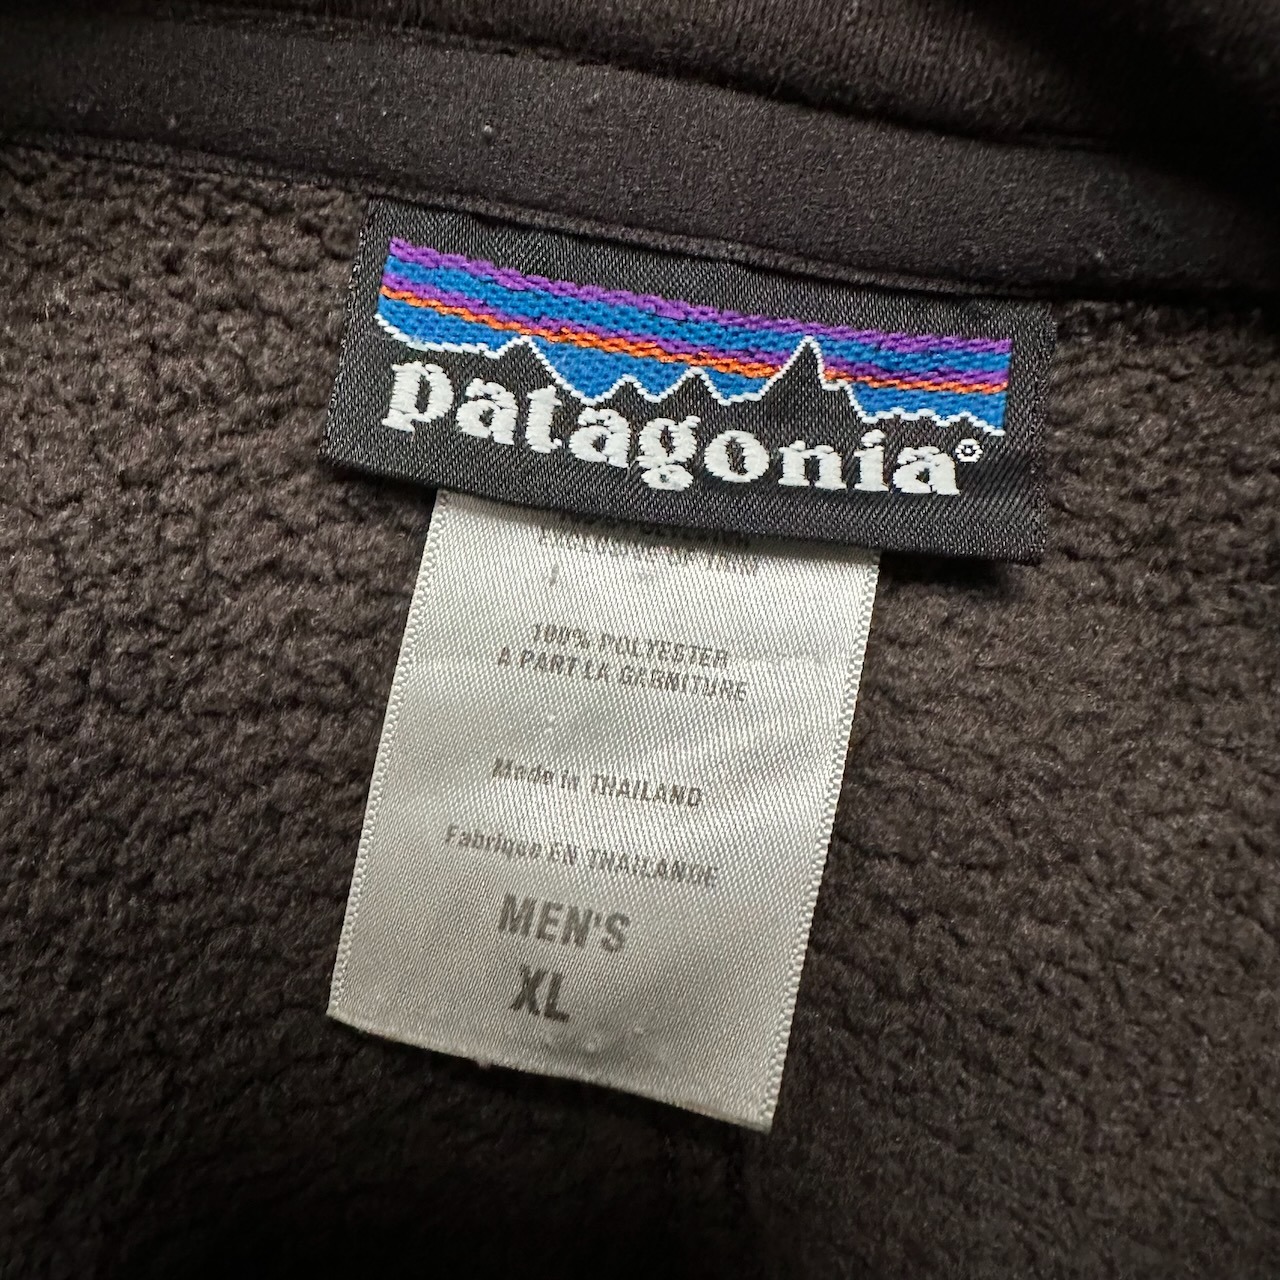 patagonia®
100% POLYESTER
A PART LA GARNITURE
Made in THAILAND
Fabriqué EN THAILANDE
MEN'S
XL